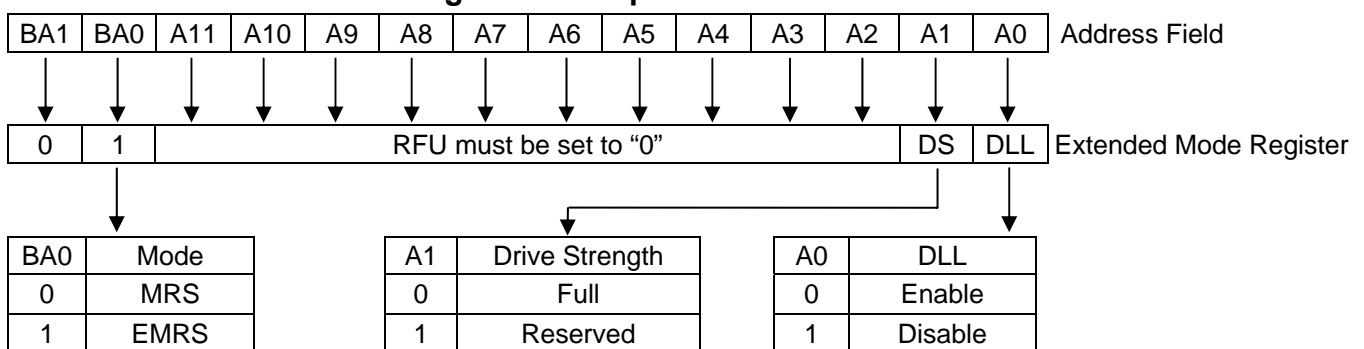 BA1 BA0 A11 A10 A9 A8 A7 A6 A5 A4 A3 A2 A1 A0 Address Field
0 1 RFU must be set to “0” DS DLL Extended Mode Register
BA0 Mode A1 Drive Strength A0 DLL
0 MRS 0 Full 0 Enable
1 EMRS 1 Reserved 1 Disable